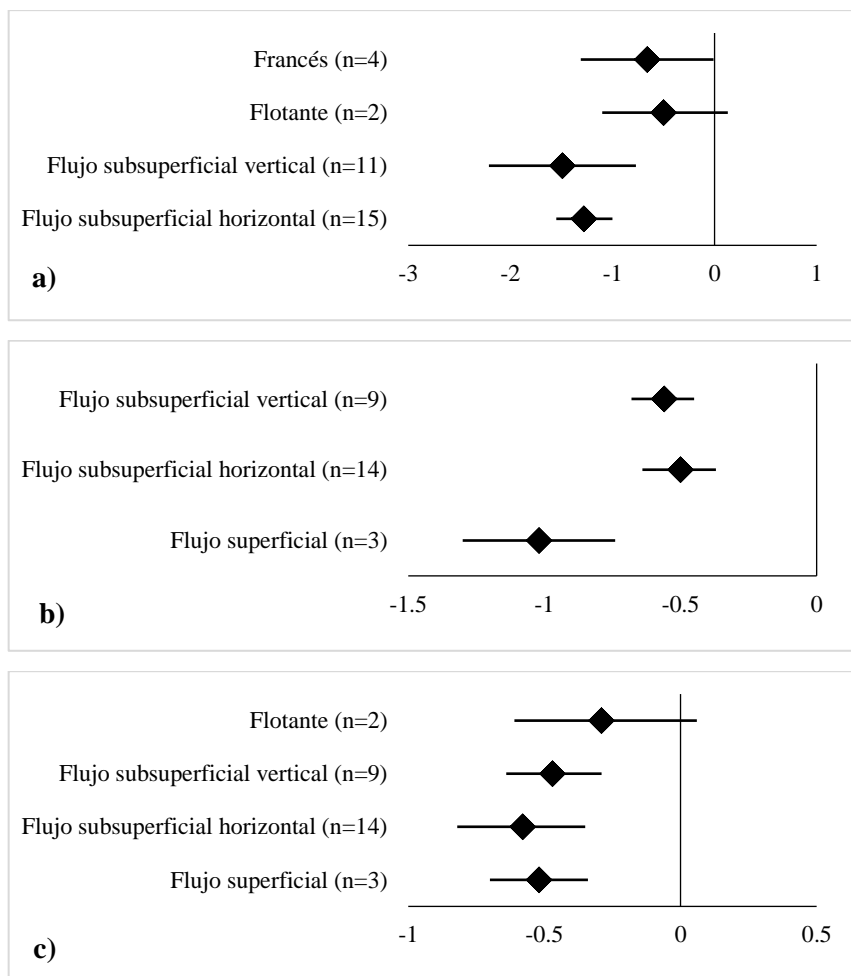 Francés (n=4)
Flotante (n=2)
Flujo subsuperficial vertical (n=11)
Flujo subsuperficial horizontal (n=15)
-3 -2 -1 0 1
a)
Flujo subsuperficial vertical (n=9)
Flujo subsuperficial horizontal (n=14)
Flujo superficial (n=3)
-1.5 -1 -0.5 0
b)
Flotante (n=2)
Flujo subsuperficial vertical (n=9)
Flujo subsuperficial horizontal (n=14)
Flujo superficial (n=3)
-1 -0.5 0 0.5
c)